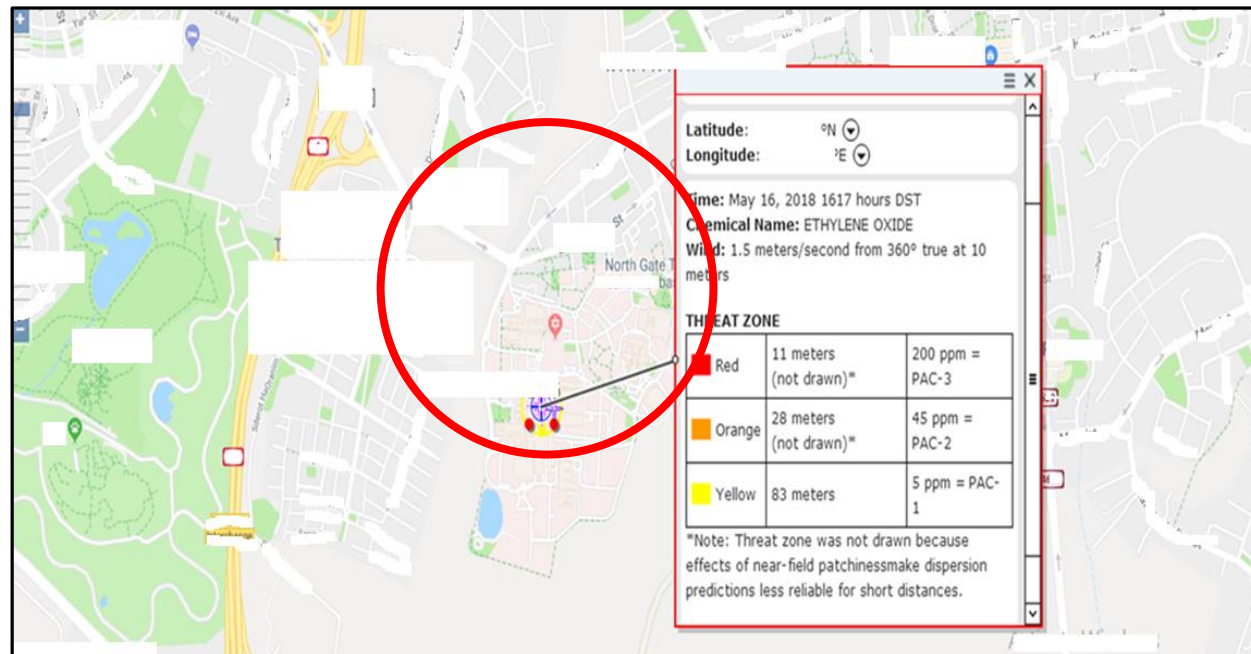 North Gate T
Latitude: °N
Longitude: °E
Time: May 16, 2018 1617 hours DST
Chemical Name: ETHYLENE OXIDE
Wind: 1.5 meters/second from 360° true at 10
meters
THREAT ZONE
Red
11 meters
(not drawn)*
200 ppm =
PAC-3
Orange
28 meters
(not drawn)*
45 ppm =
PAC-2
Yellow
83 meters
5 ppm = PAC-
1
*Note: Threat zone was not drawn because
effects of near-field patchinessmake dispersion
predictions less reliable for short distances.